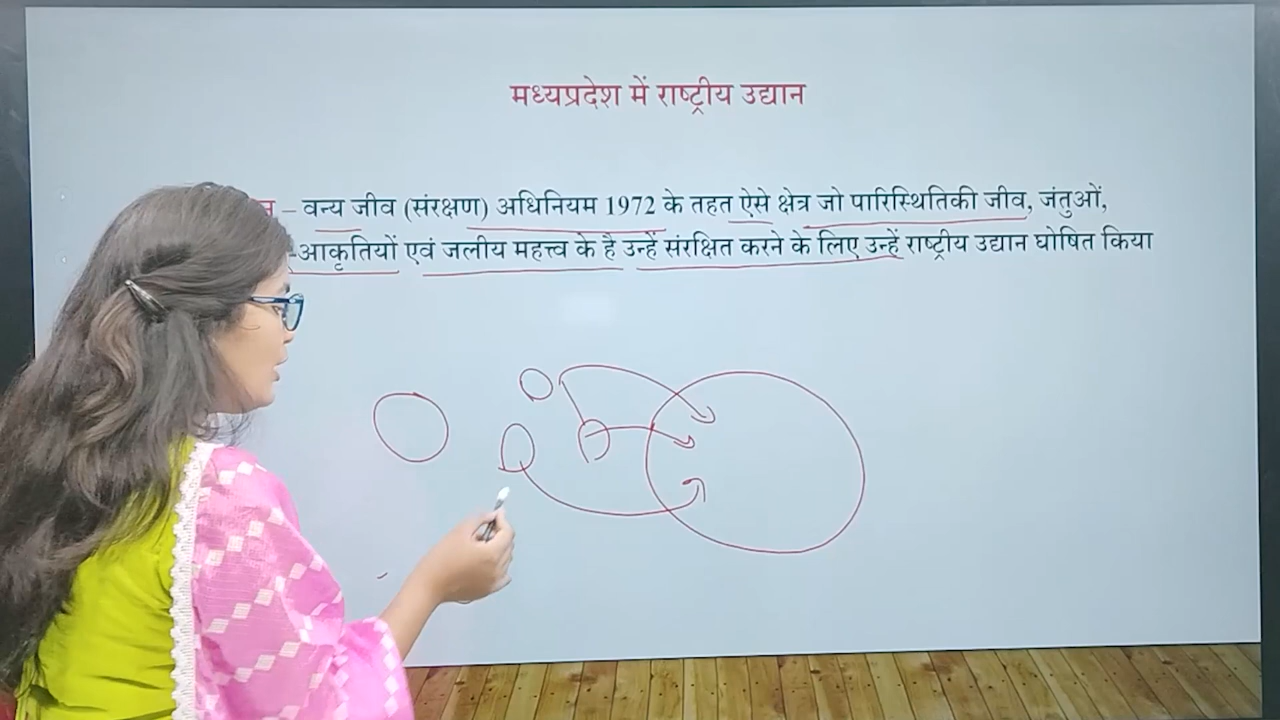 मध्यप्रदेश में राष्ट्रीय उद्यान
– वन्य जीव (संरक्षण) अधिनियम 1972 के तहत ऐसे क्षेत्र जो पारिस्थितिकी जीव, जंतुओं,
-आकृतियों एवं जलीय महत्त्व के है उन्हें संरक्षित करने के लिए उन्हें राष्ट्रीय उद्यान घोषित किया